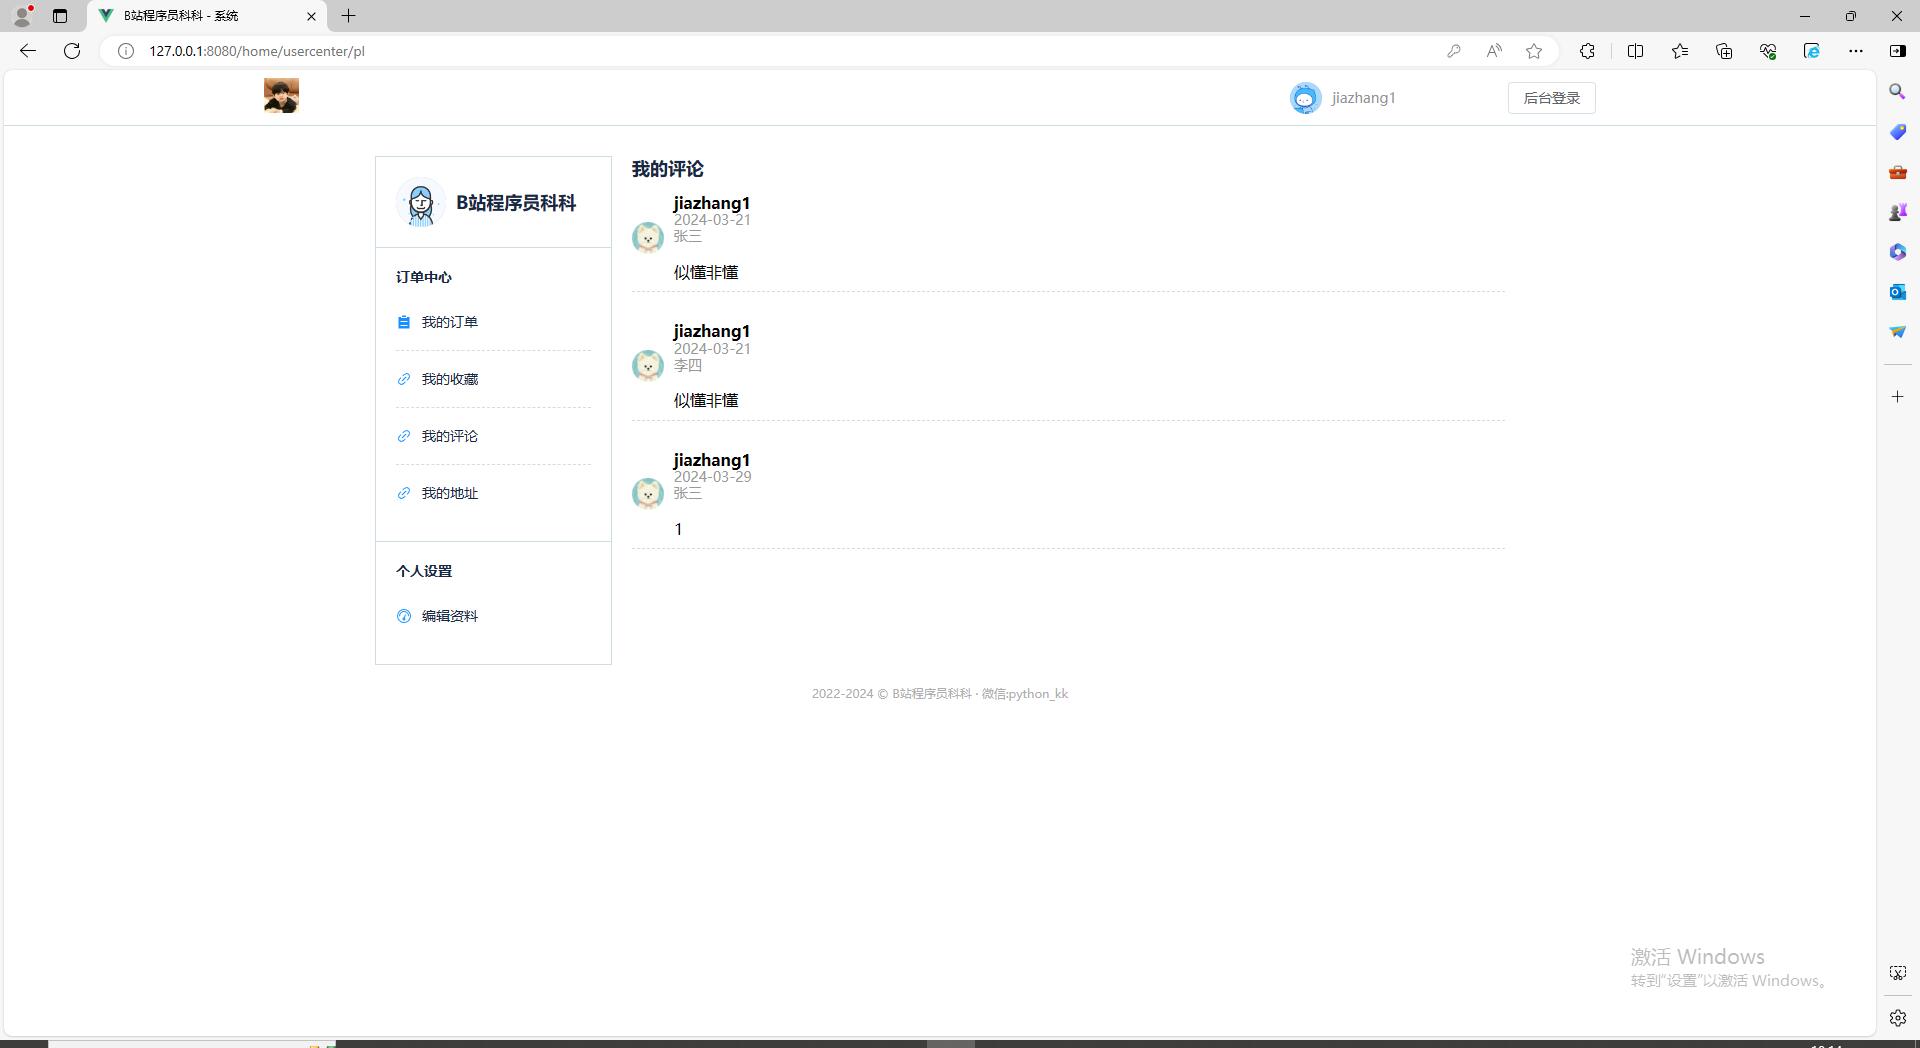 B站程序员科科 - 系统
127.0.0.1:8080/home/usercenter/pl
jiazhang1
后台登录
B站程序员科科
订单中心
我的订单
我的收藏
我的评论
我的地址
个人设置
编辑资料
我的评论
jiazhang1
2024-03-21
张三
似懂非懂
jiazhang1
2024-03-21
李四
似懂非懂
jiazhang1
2024-03-29
张三
1
2022-2024 © B站程序员科科 · 微信:python_kk
激活 Windows
转到"设置"以激活 Windows。